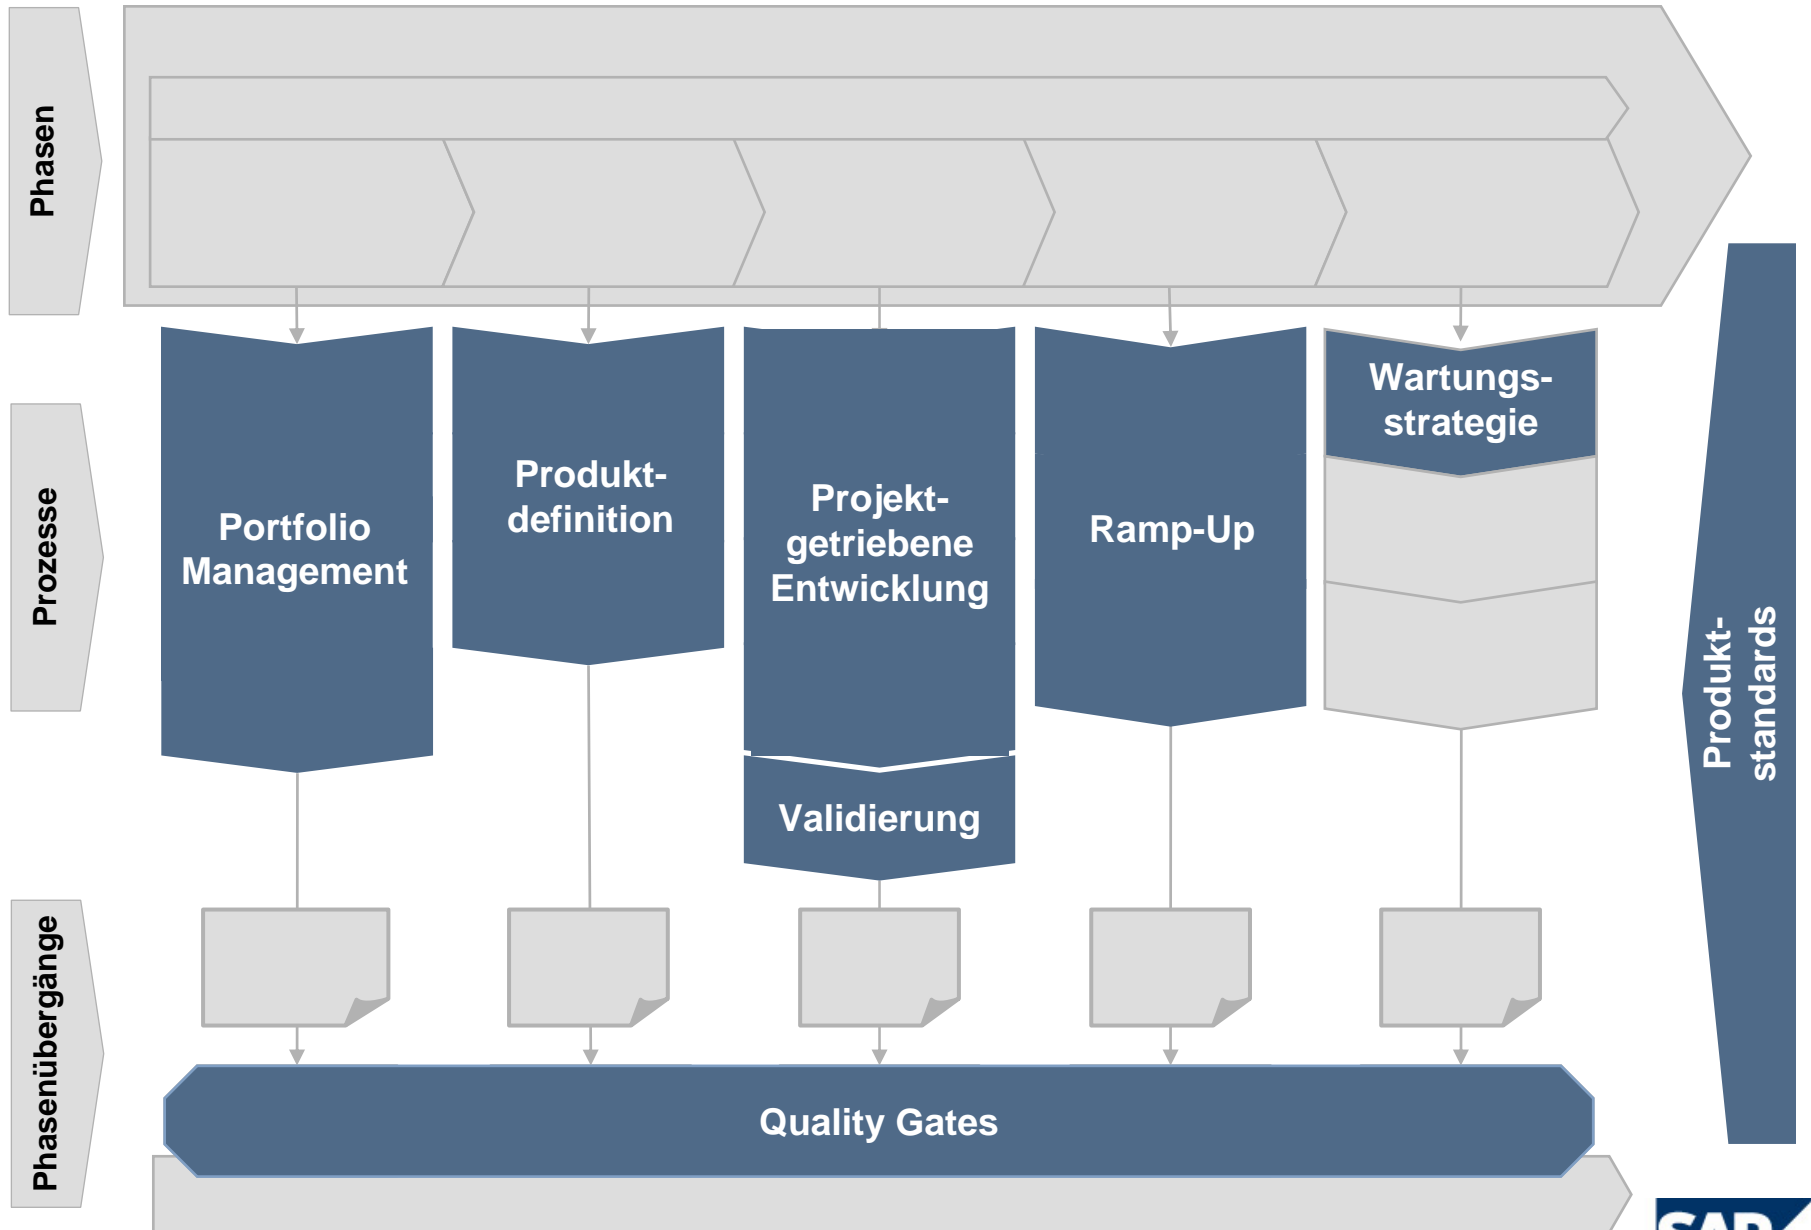 Phasen
Wartungs-
strategie
Produkt-
definition
Projekt-
getriebene
Entwicklung
Portfolio
Management
Ramp-Up
Prozesse
Produkt-
standards
Validierung
Phasenübergänge
Quality Gates
SAP